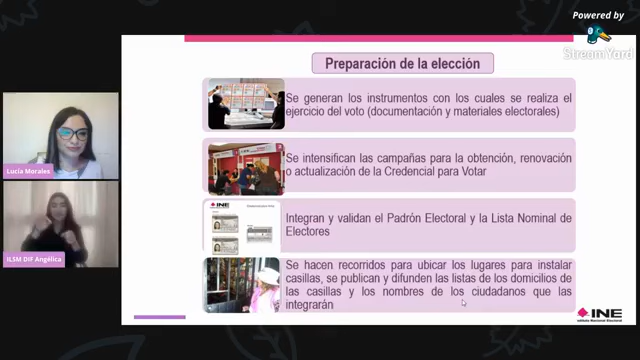 Powered by
StreamYard
Preparación de la elección
Se generan los instrumentos con los cuales se realiza el
ejercicio del voto (documentación y materiales electorales)
Se intensifican las campañas para la obtención, renovación
o actualización de la Credencial para Votar
INE
Integran y validan el Padrón Electoral y la Lista Nominal de
Electores
Se hacen recorridos para ubicar los lugares para instalar
casillas, se publican y difunden las listas de los domicilios de
las casillas y los nombres de los ciudadanos que las
integrarán
Lucía Morales
ILSM DIF Angélica
INE
Instituto Nacional Electoral